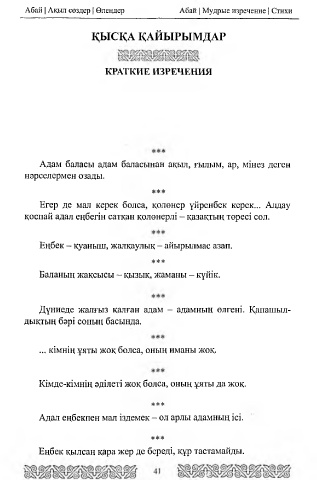 Абай | Ақыл сөздер | Өлеңдер
Абай | Мудрые изречение | Стихи
ҚЫСҚА ҚАЙЫРЫМДАР
КРАТКИЕ ИЗРЕЧЕНИЯ
***
Адам баласы адам баласынан ақыл, ғылым, ар, мінез деген
нәрселермен озады.
***
Егер де мал керек болса, қолөнер үйренбек керек... Алдау
қоспай адал еңбегін сатқан қолөнерлі – қазақтың төресі сол.
***
Еңбек – қуаныш, жалқаулық – айырылмас азап.
***
Баланың жақсысы – қызық, жаманы – күйік.
***
Дүниеде жалғыз қалған адам – адамның өлгені. Қапашыл-
дықтың бәрі соның басында.
***
... кімнің ұяты жоқ болса, оның иманы жоқ.
***
Кімде-кімнің әділеті жоқ болса, оның ұяты да жоқ.
***
Адал еңбекпен мал іздемек – ол арлы адамның ісі.
***
Еңбек қылсаң қара жер де береді, құр тастамайды.
41